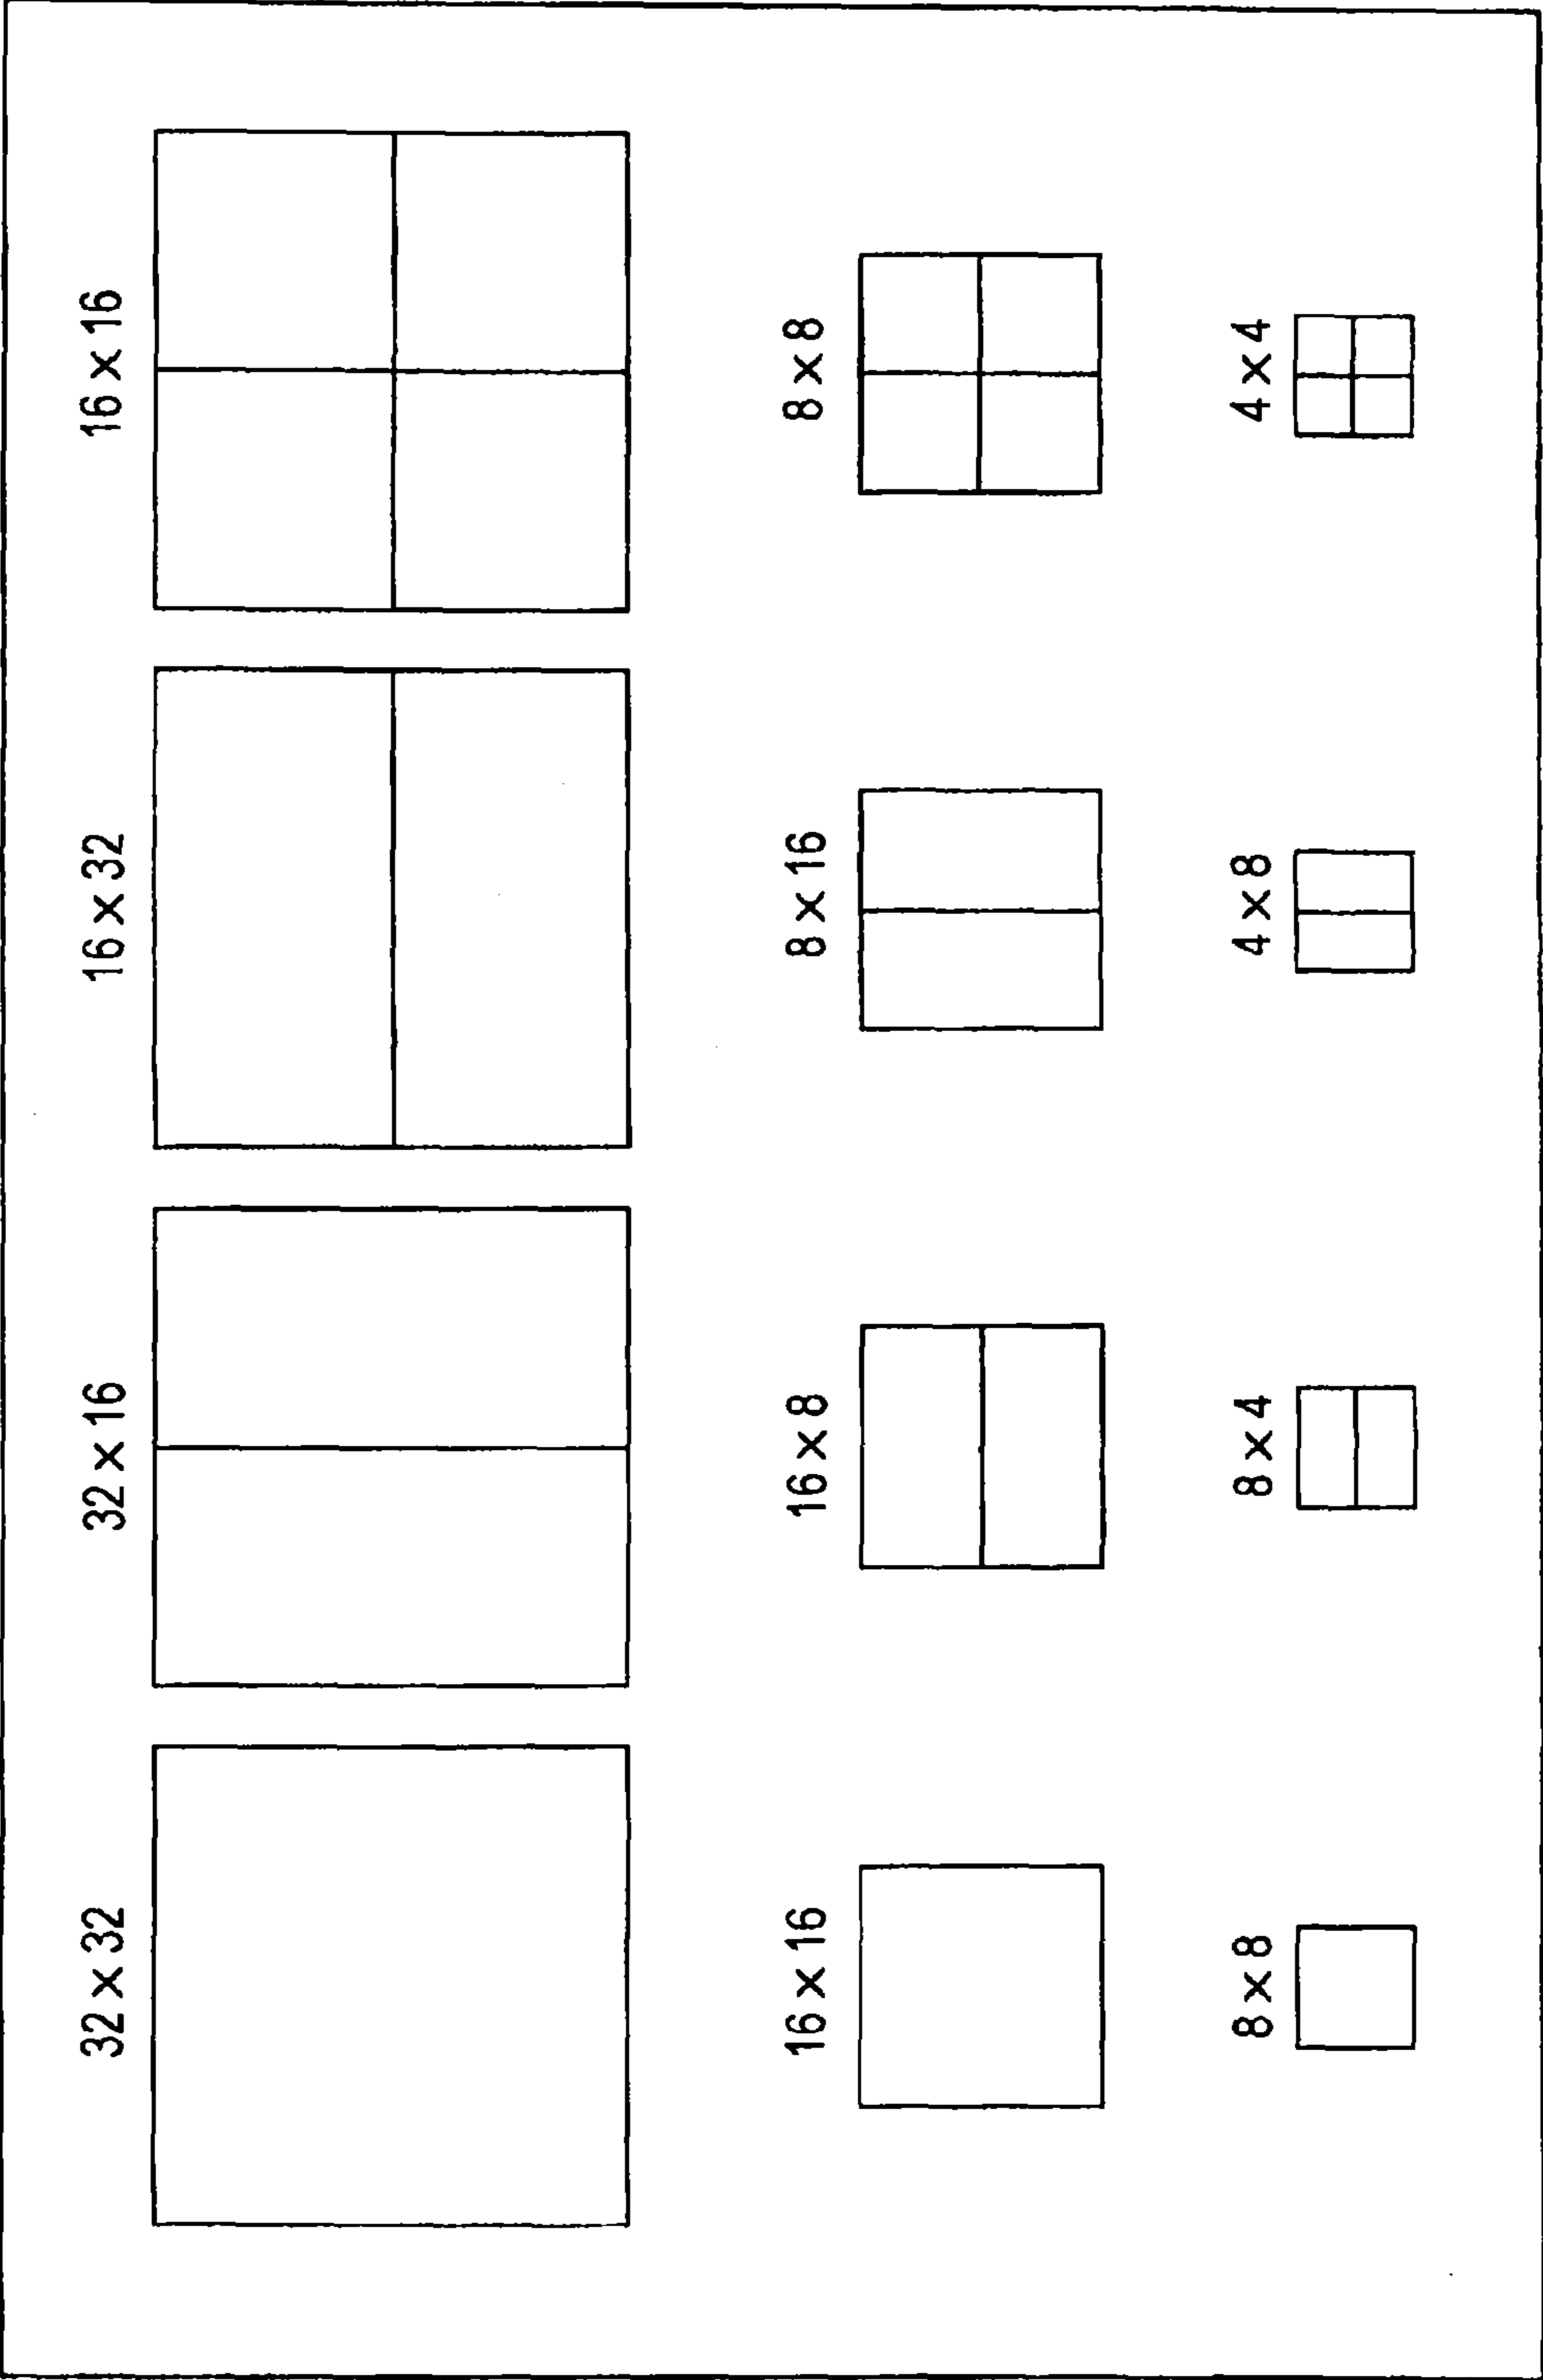 32 × 32
32 × 16
16 × 32
16 × 16
16 × 16
16 × 8
8 × 16
8 × 8
8 × 8
8 × 4
4 × 8
4 × 4